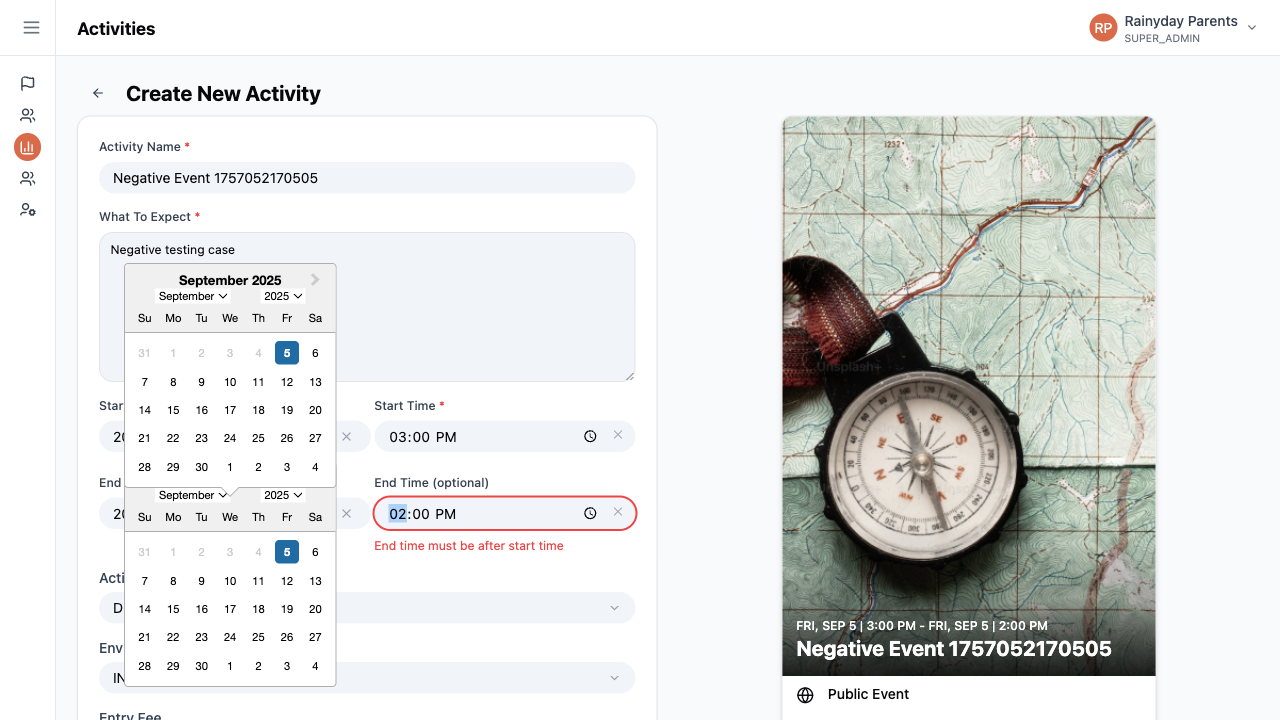 Activities
RP
Rainyday Parents
SUPER_ADMIN
Create New Activity
Activity Name *
Negative Event 1757052170505
What To Expect *
Negative testing case
September 2025
September 2025
Su Mo Tu We Th Fr Sa
31 1 2 3 4 5 6
7 8 9 10 11 12 13
14 15 16 17 18 19 20
21 22 23 24 25 26 27
28 29 30 1 2 3 4
Star
Start Time *
20
03:00 PM
End
End Time (optional)
20
02:00 PM
End time must be after start time
September 2025
Su Mo Tu We Th Fr Sa
31 1 2 3 4 5 6
7 8 9 10 11 12 13
14 15 16 17 18 19 20
21 22 23 24 25 26 27
28 29 30 1 2 3 4
Acti
D
Env
IN
Entry Fee
1232
Unsplash+
E
SE
S
SW
W
NW
N
NE
FRI, SEP 5 | 3:00 PM - FRI, SEP 5 | 2:00 PM
Negative Event 1757052170505
Public Event